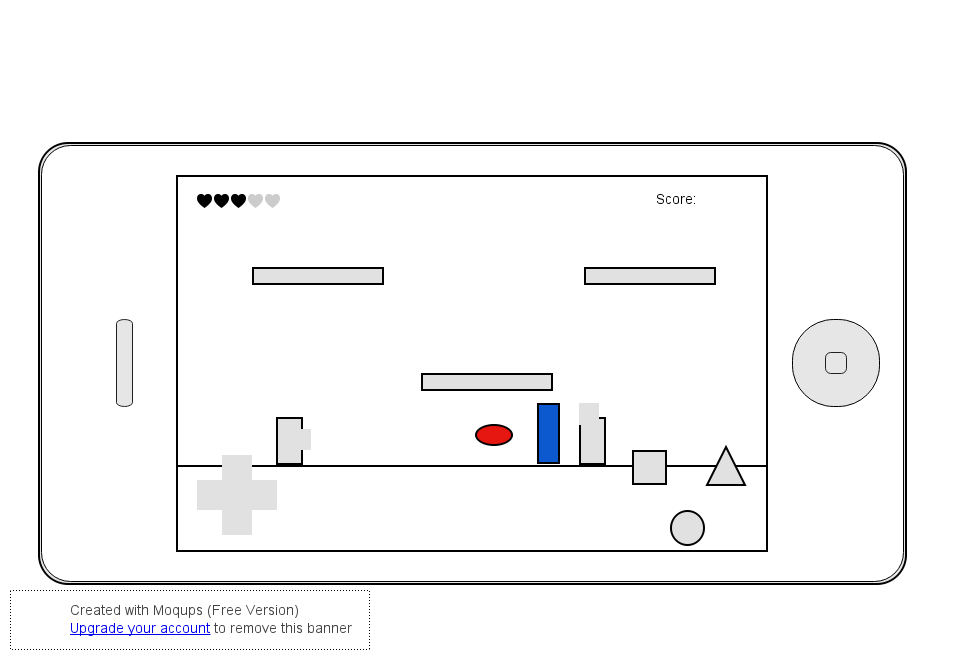 Score:
Created with Moqups (Free Version)
Upgrade your account to remove this banner